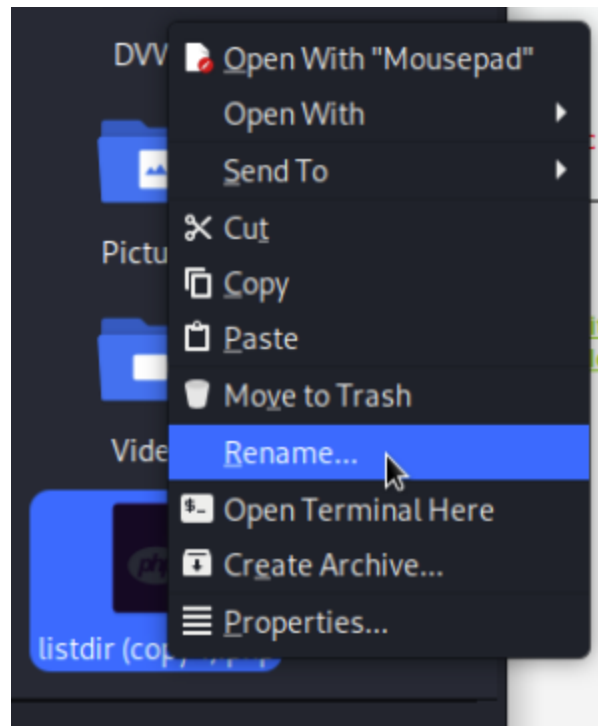 DVV
Open With "Mousepad"
Open With
Send To
Pictu
Cut
Copy
Paste
Move to Trash
Vide
Rename...
Open Terminal Here
Create Archive...
Properties...
listdir (cop